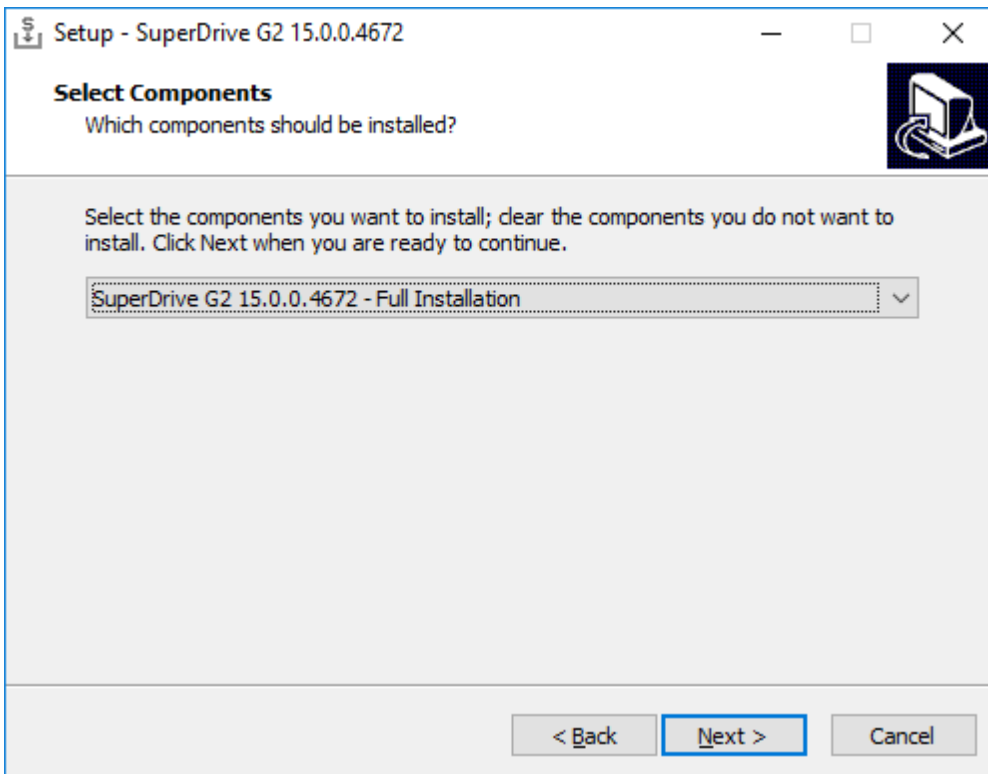 Setup - SuperDrive G2 15.0.0.4672
Select Components
Which components should be installed?
Select the components you want to install; clear the components you do not want to
install. Click Next when you are ready to continue.
SuperDrive G2 15.0.0.4672 - Full Installation
< Back
Next >
Cancel